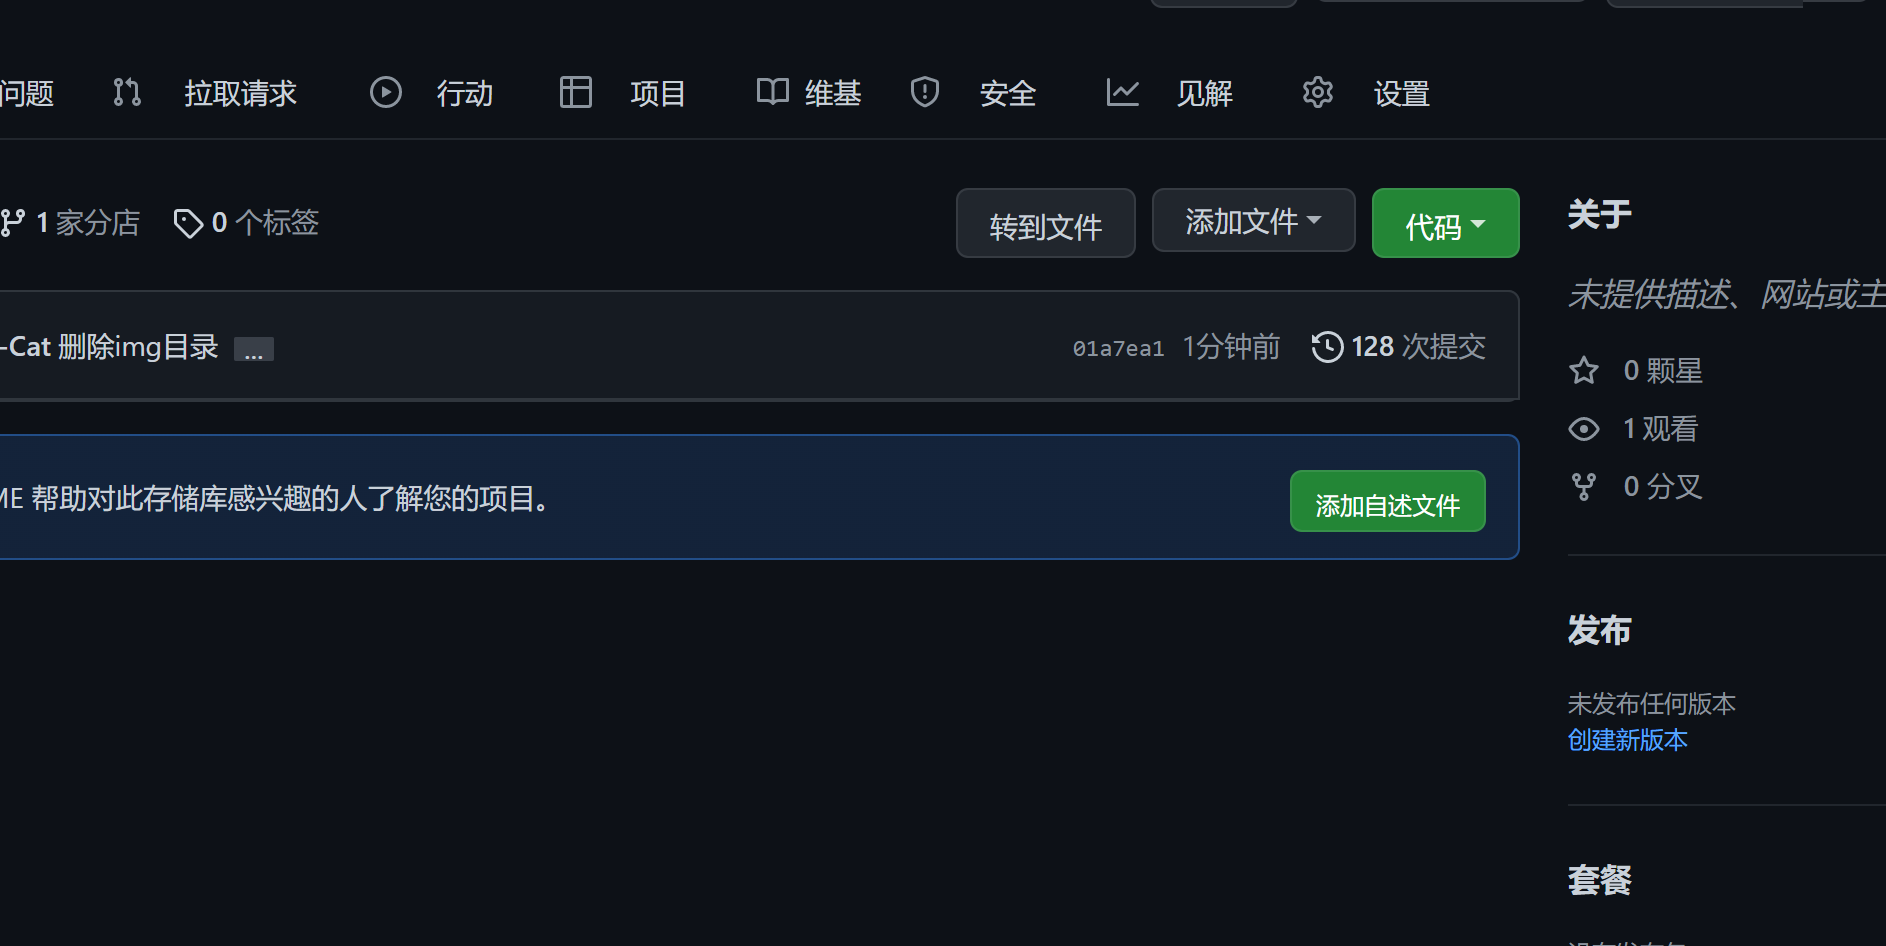 问题 拉取请求 行动 项目 维基 安全 见解 设置
1 家分店 0 个标签 转到文件 添加文件 代码
-Cat 删除img目录 ... 01a7ea1 1分钟前 128 次提交
ME 帮助对此存储库感兴趣的人了解您的项目。 添加自述文件
关于
未提供描述、网站或主
0 颗星
1 观看
0 分叉
发布
未发布任何版本
创建新版本
套餐